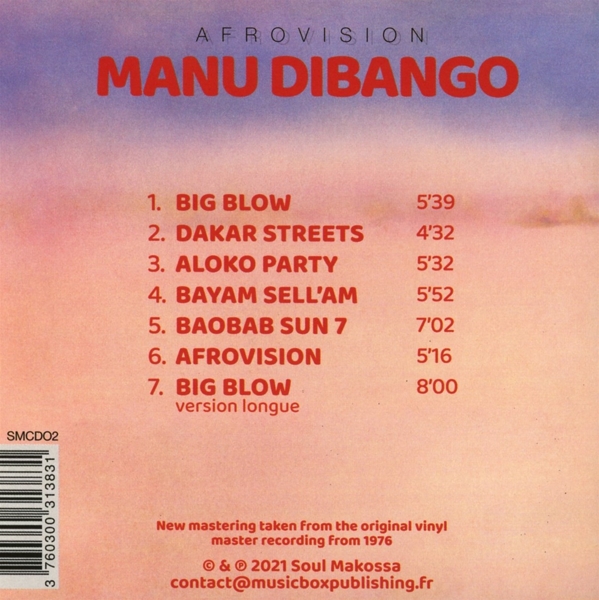 AFROVISION
MANU DIBANGO
1. BIG BLOW 5'39
2. DAKAR STREETS 4'32
3. ALOKO PARTY 5'32
4. BAYAM SELL'AM 5'52
5. BAOBAB SUN 7 7'02
6. AFROVISION 5'16
7. BIG BLOW 8'00
version longue
SMCD02
3 760300 313831
New mastering taken from the original vinyl
master recording from 1976
© & ℗ 2021 Soul Makossa
contact@musicboxpublishing.fr